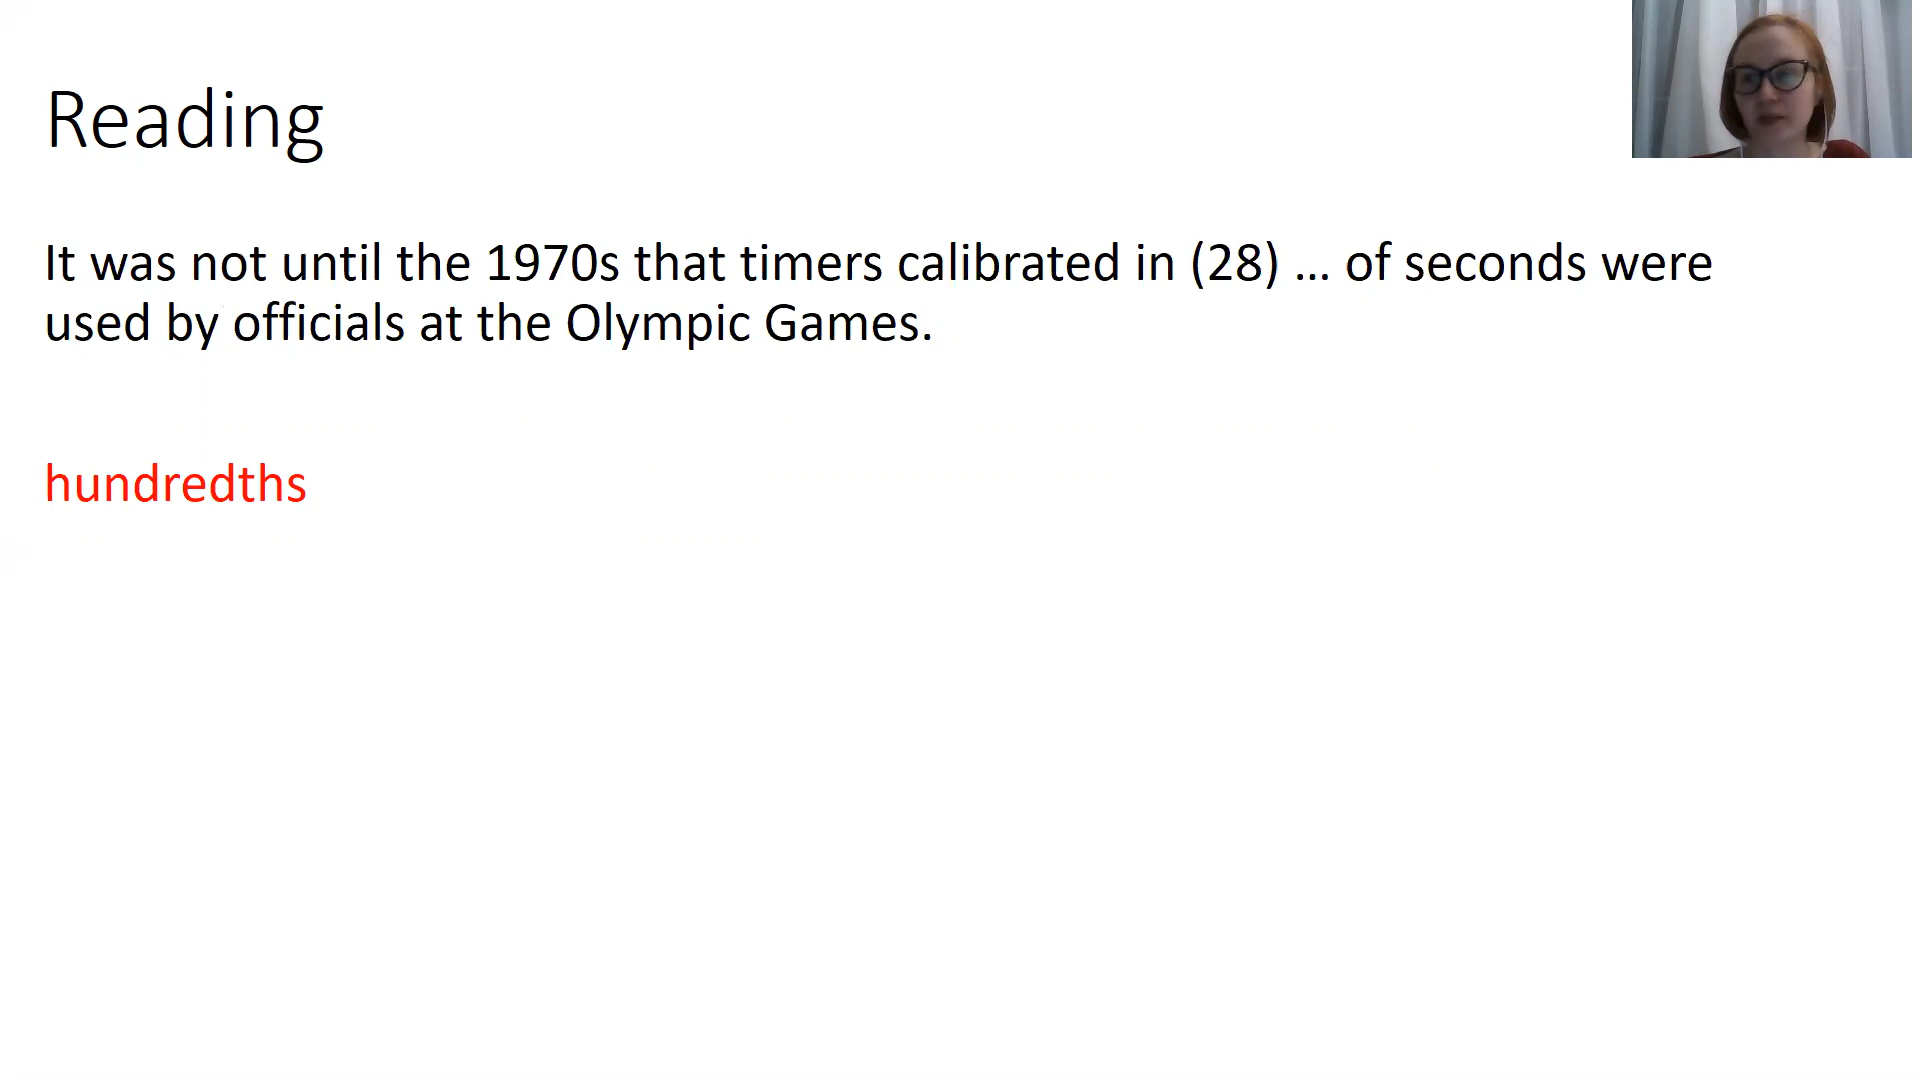 Reading
It was not until the 1970s that timers calibrated in (28) ... of seconds were
used by officials at the Olympic Games.
hundredths